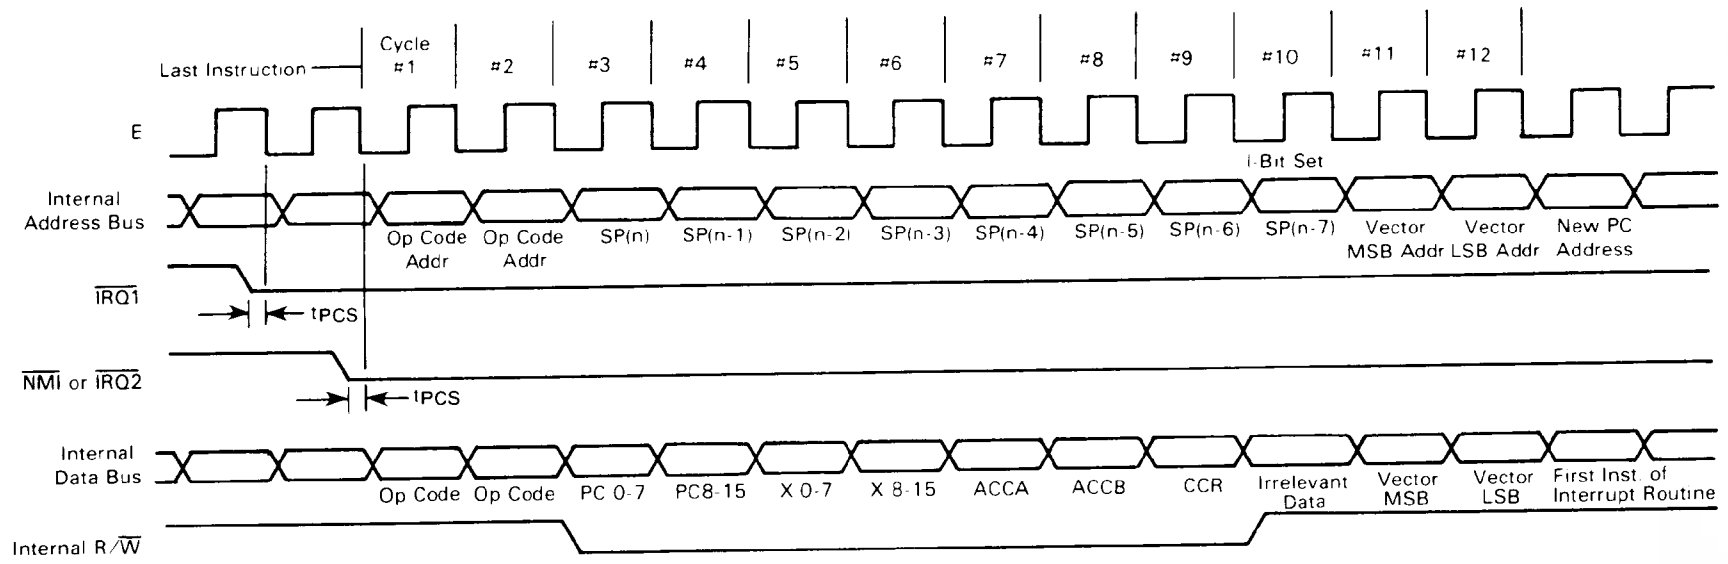 Last Instruction
Cycle
#1
#2
#3
#4
#5
#6
#7
#8
#9
#10
#11
#12
E
I-Bit Set
Internal
Address Bus
Op Code
Addr
Op Code
Addr
SP(n)
SP(n-1)
SP(n-2)
SP(n-3)
SP(n-4)
SP(n-5)
SP(n-6)
SP(n-7)
Vector
MSB Addr
Vector
LSB Addr
New PC
Address
IRQ1
tPCS
NMI or IRQ2
tPCS
Internal
Data Bus
Op Code
Op Code
PC 0-7
PC8-15
X 0-7
X 8-15
ACCA
ACCB
CCR
Irrelevant
Data
Vector
MSB
Vector
LSB
First Inst. of
Interrupt Routine
Internal R/W